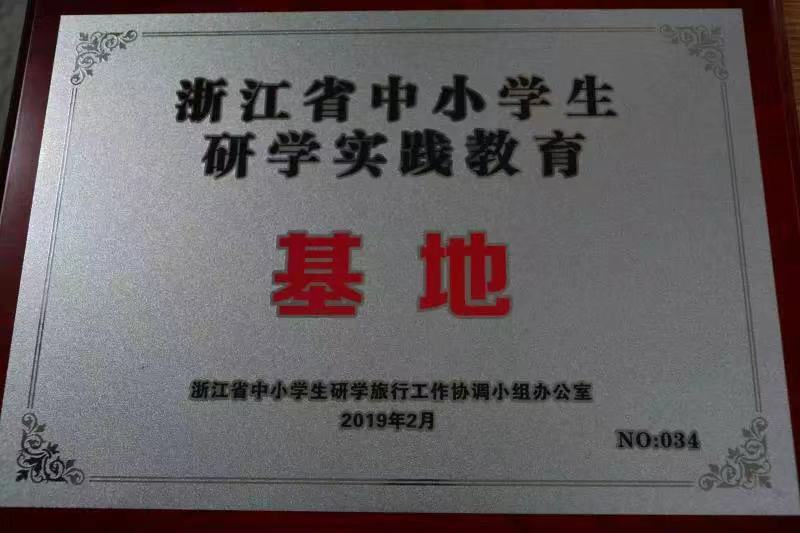 浙江省中小学生
研学实践教育
基地
浙江省中小学生研学旅行工作协调小组办公室
2019年2月
NO:034